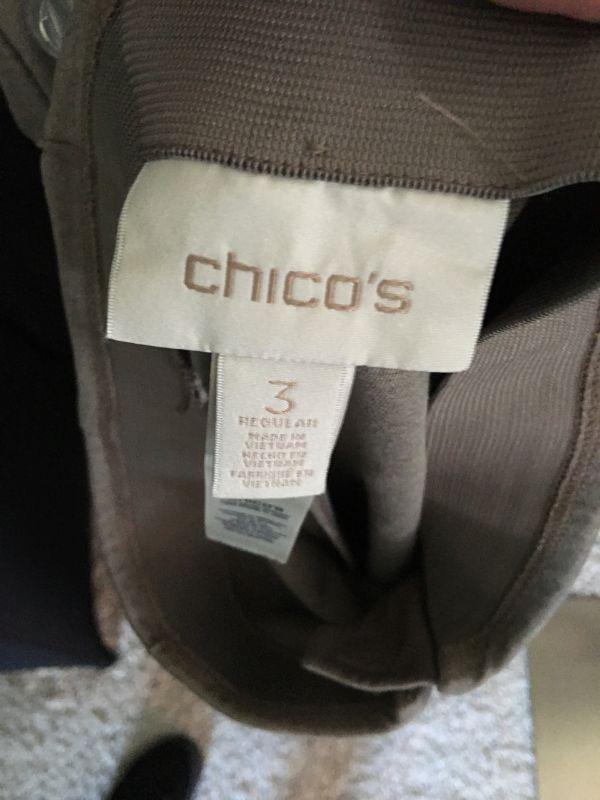 chico's
3
REGULAR
MADE IN
VIETNAM
HECHO EN
VIETNAM
FABRIQUÉ EN
VIETNAM